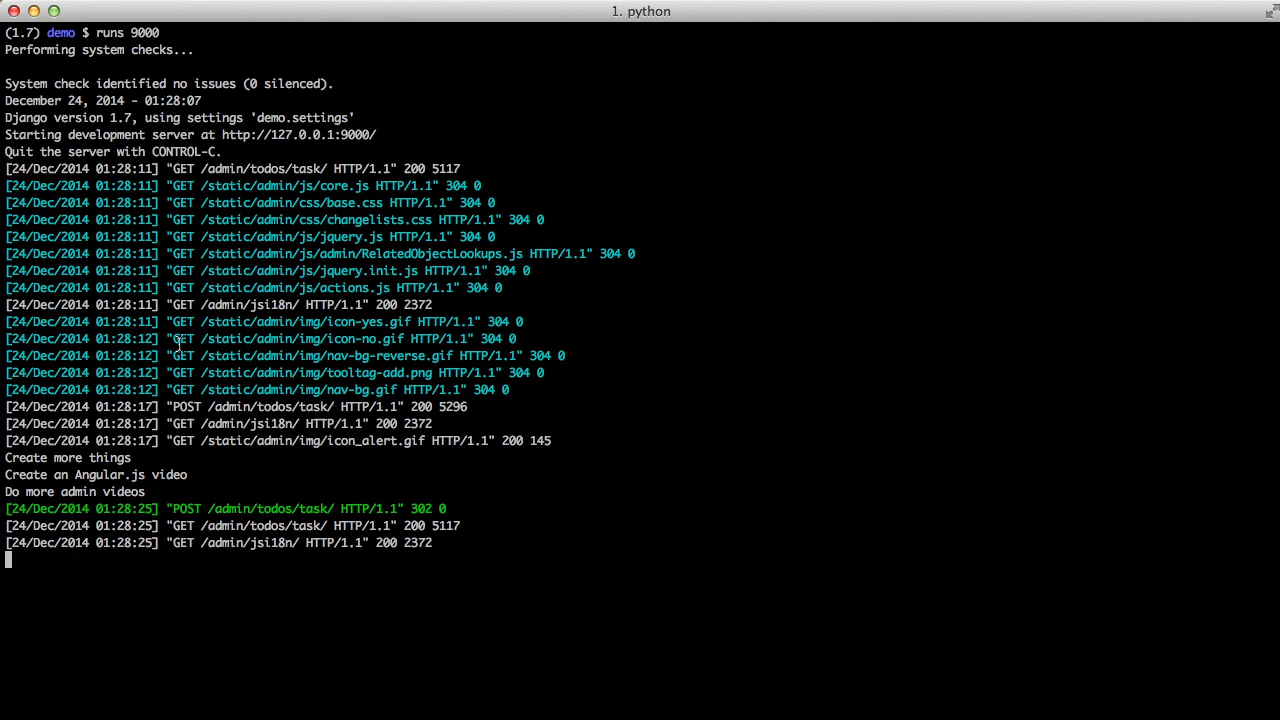 1. python
(1.7) demo $ runs 9000
Performing system checks...
System check identified no issues (0 silenced).
December 24, 2014 - 01:28:07
Django version 1.7, using settings 'demo.settings'
Starting development server at http://127.0.0.1:9000/
Quit the server with CONTROL-C.
[24/Dec/2014 01:28:11] "GET /admin/todos/task/ HTTP/1.1" 200 5117
[24/Dec/2014 01:28:11] "GET /static/admin/js/core.js HTTP/1.1" 304 0
[24/Dec/2014 01:28:11] "GET /static/admin/css/base.css HTTP/1.1" 304 0
[24/Dec/2014 01:28:11] "GET /static/admin/css/changelists.css HTTP/1.1" 304 0
[24/Dec/2014 01:28:11] "GET /static/admin/js/jquery.js HTTP/1.1" 304 0
[24/Dec/2014 01:28:11] "GET /static/admin/js/admin/RelatedObjectLookups.js HTTP/1.1" 304 0
[24/Dec/2014 01:28:11] "GET /static/admin/js/jquery.init.js HTTP/1.1" 304 0
[24/Dec/2014 01:28:11] "GET /static/admin/js/actions.js HTTP/1.1" 304 0
[24/Dec/2014 01:28:11] "GET /admin/jsi18n/ HTTP/1.1" 200 2372
[24/Dec/2014 01:28:11] "GET /static/admin/img/icon-yes.gif HTTP/1.1" 304 0
[24/Dec/2014 01:28:12] "GET /static/admin/img/icon-no.gif HTTP/1.1" 304 0
[24/Dec/2014 01:28:12] "GET /static/admin/img/nav-bg-reverse.gif HTTP/1.1" 304 0
[24/Dec/2014 01:28:12] "GET /static/admin/img/tooltag-add.png HTTP/1.1" 304 0
[24/Dec/2014 01:28:12] "GET /static/admin/img/nav-bg.gif HTTP/1.1" 304 0
[24/Dec/2014 01:28:17] "POST /admin/todos/task/ HTTP/1.1" 200 5296
[24/Dec/2014 01:28:17] "GET /admin/jsi18n/ HTTP/1.1" 200 2372
[24/Dec/2014 01:28:17] "GET /static/admin/img/icon_alert.gif HTTP/1.1" 200 145
Create more things
Create an Angular.js video
Do more admin videos
[24/Dec/2014 01:28:25] "POST /admin/todos/task/ HTTP/1.1" 302 0
[24/Dec/2014 01:28:25] "GET /admin/todos/task/ HTTP/1.1" 200 5117
[24/Dec/2014 01:28:25] "GET /admin/jsi18n/ HTTP/1.1" 200 2372